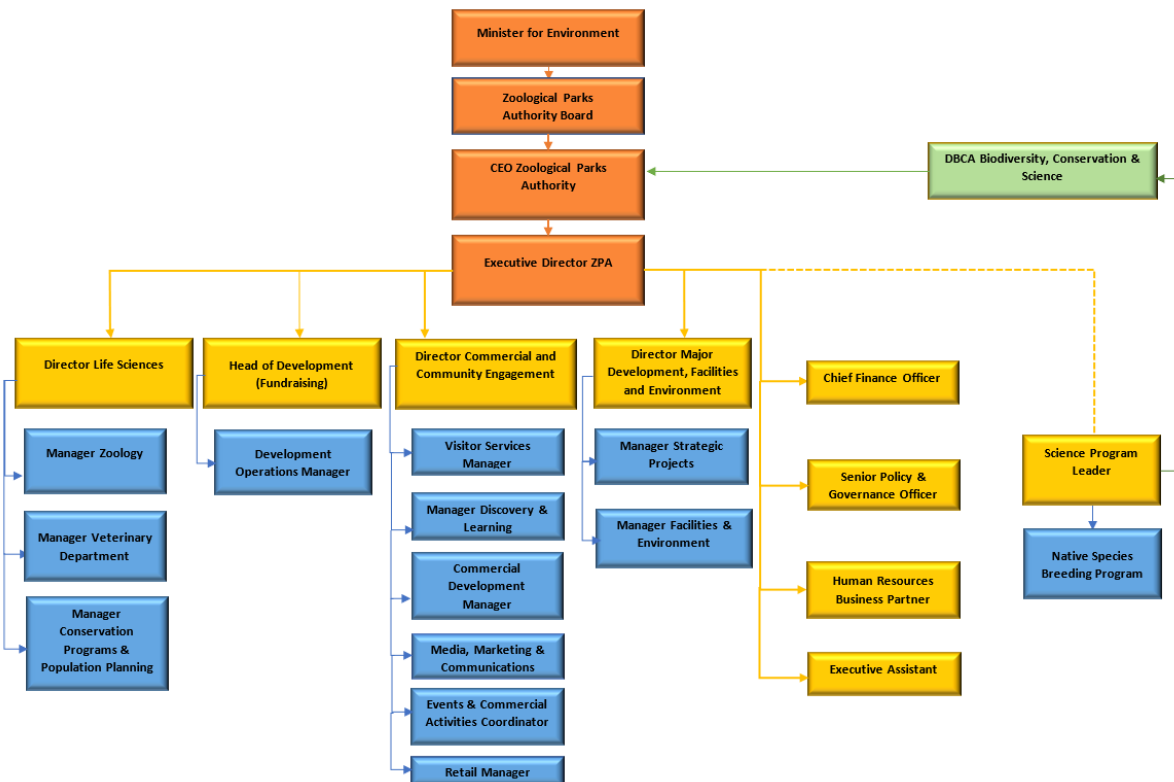 Minister for Environment
Zoological Parks
Authority Board
CEO Zoological Parks
Authority
DBCA Biodiversity, Conservation &
Science
Executive Director ZPA
Director Life Sciences
Head of Development
(Fundraising)
Director Commercial and
Community Engagement
Director Major
Development, Facilities
and Environment
Chief Finance Officer
Manager Zoology
Development
Operations Manager
Visitor Services
Manager
Manager Strategic
Projects
Science Program
Leader
Senior Policy &
Governance Officer
Manager Veterinary
Department
Manager Discovery &
Learning
Manager Facilities &
Environment
Native Species
Breeding Program
Commercial
Development
Manager
Human Resources
Business Partner
Manager
Conservation
Programs &
Population Planning
Media, Marketing &
Communications
Executive Assistant
Events & Commercial
Activities Coordinator
Retail Manager